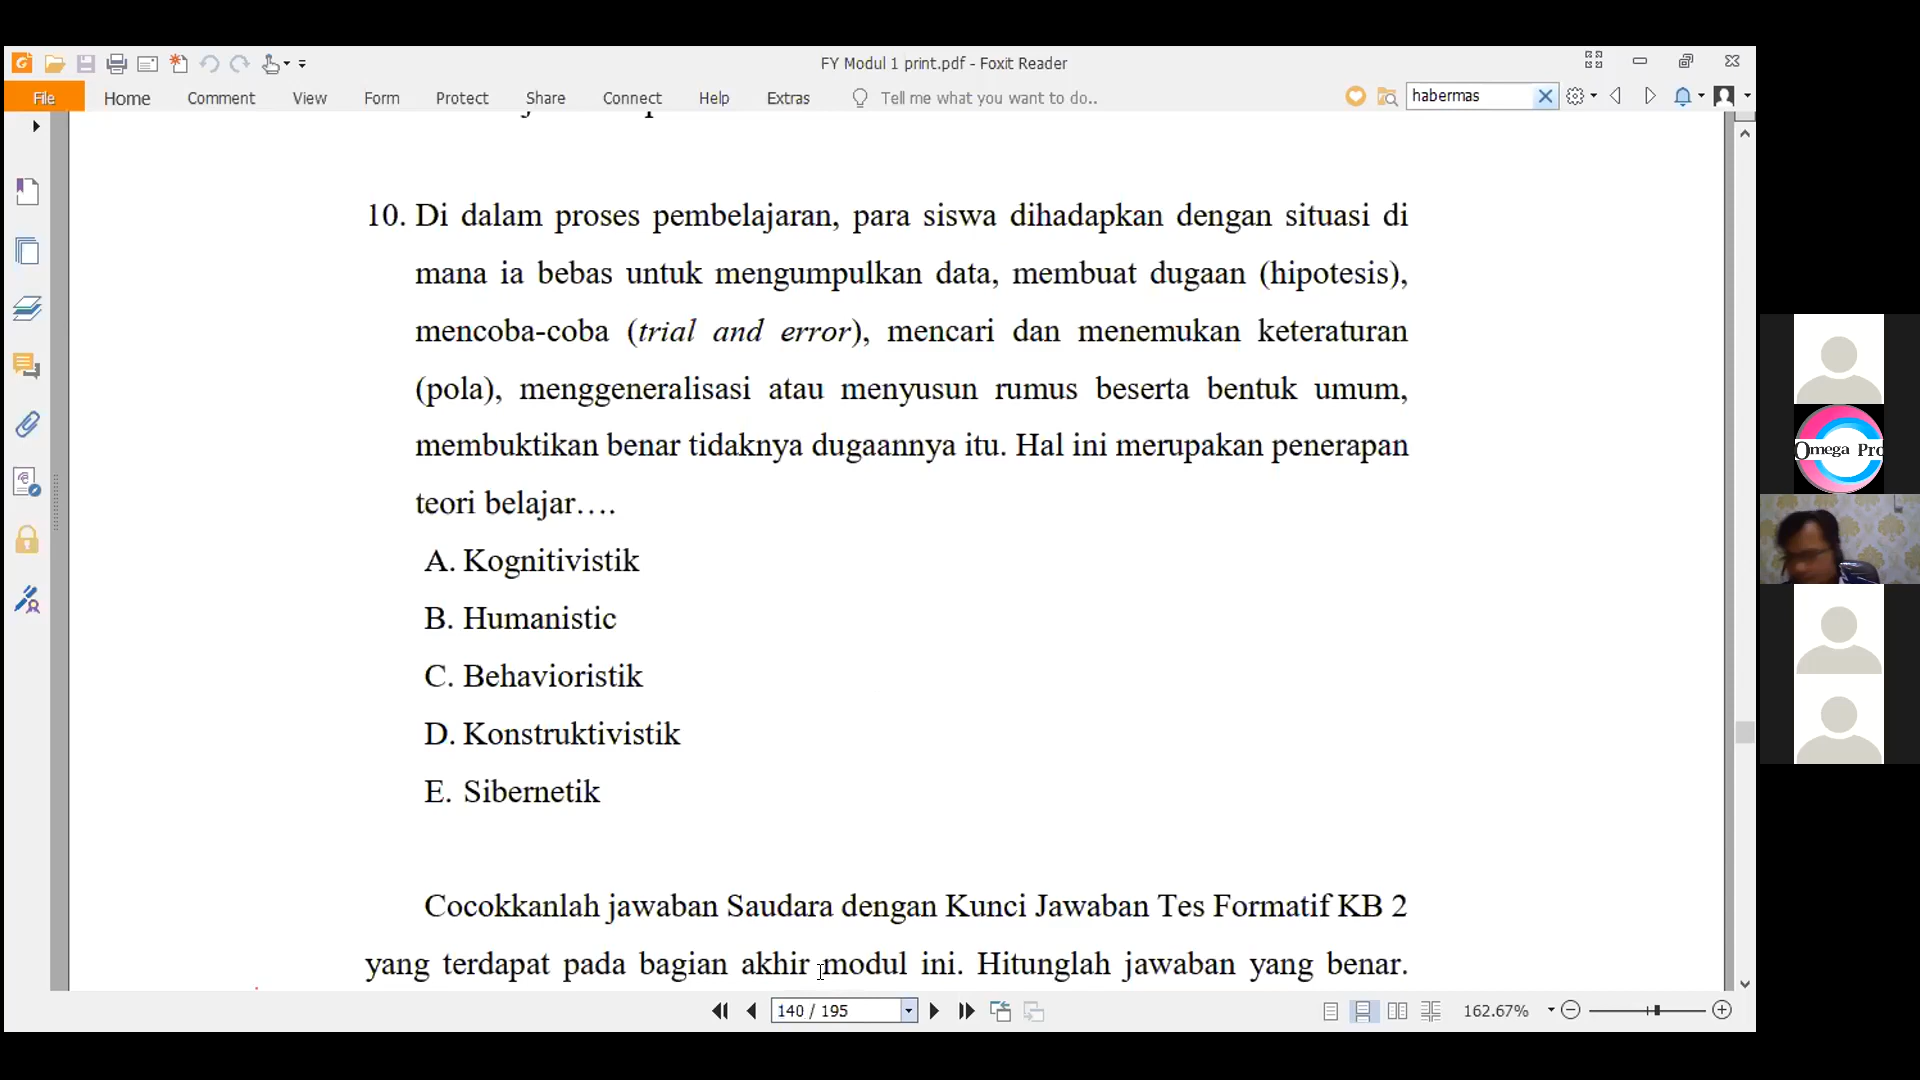 FY Modul 1 print.pdf - Foxit Reader
File Home Comment View Form Protect Share Connect Help Extras Tell me what you want to do.. habermas
10. Di dalam proses pembelajaran, para siswa dihadapkan dengan situasi di
mana ia bebas untuk mengumpulkan data, membuat dugaan (hipotesis),
mencoba-coba (trial and error), mencari dan menemukan keteraturan
(pola), menggeneralisasi atau menyusun rumus beserta bentuk umum,
membuktikan benar tidaknya dugaannya itu. Hal ini merupakan penerapan
teori belajar….
A. Kognitivistik
B. Humanistic
C. Behavioristik
D. Konstruktivistik
E. Sibernetik
Cocokkanlah jawaban Saudara dengan Kunci Jawaban Tes Formatif KB 2
yang terdapat pada bagian akhir modul ini. Hitunglah jawaban yang benar.
140 / 195
162.67%
Omega Pro